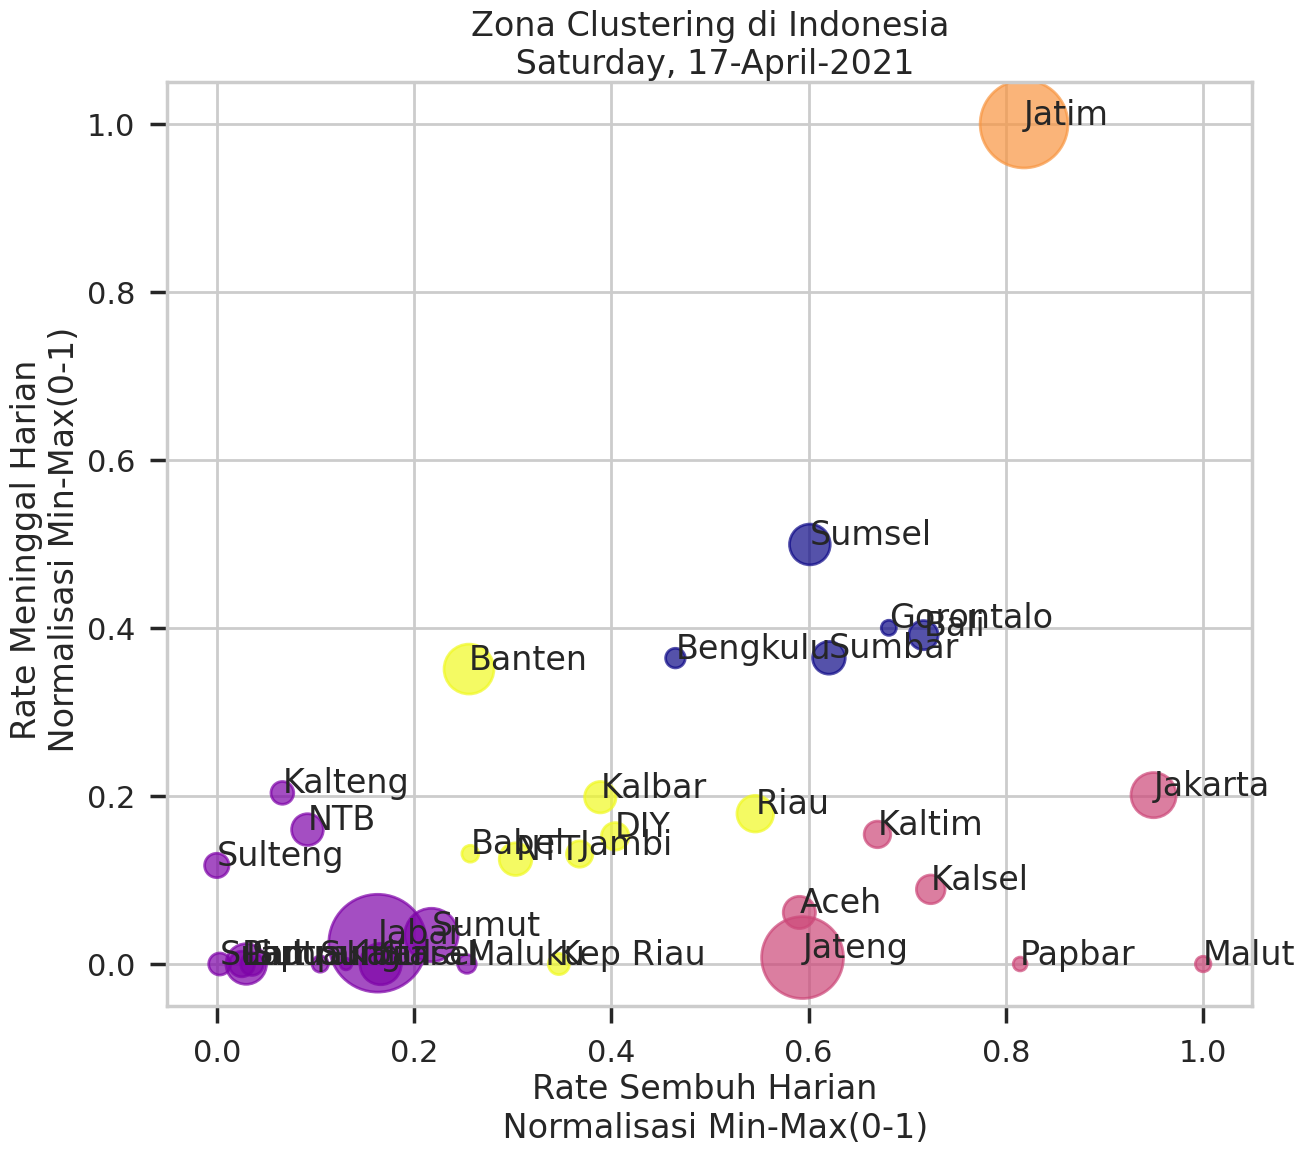 Zona Clustering di Indonesia
Saturday, 17-April-2021
Rate Meninggal Harian
Normalisasi Min-Max(0-1)
1.0
0.8
0.6
0.4
0.2
0.0
Jatim
Sumsel
Gorontalo
Bali
Bengkulu
Sumbar
Banten
Kalteng
Kalbar
Jakarta
Riau
NTB
DIY
Kaltim
Babel
NTT
Jambi
Sulteng
Kalsel
Aceh
Sumut
Jabar
Jateng
Maluku
Kep Riau
Papbar
Malut
0.0
0.2
0.4
0.6
0.8
1.0
Rate Sembuh Harian
Normalisasi Min-Max(0-1)